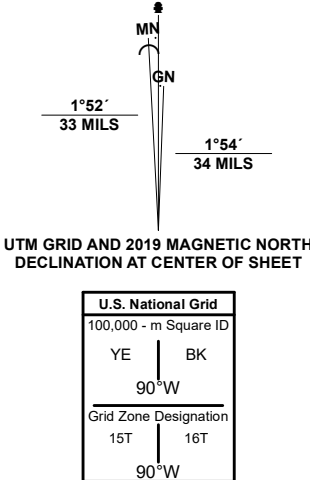 MN
GN
1°52´
33 MILS
1°54´
34 MILS
UTM GRID AND 2019 MAGNETIC NORTH
DECLINATION AT CENTER OF SHEET
U.S. National Grid
100,000 - m Square ID
YE BK
90°W
Grid Zone Designation
15T 16T
90°W